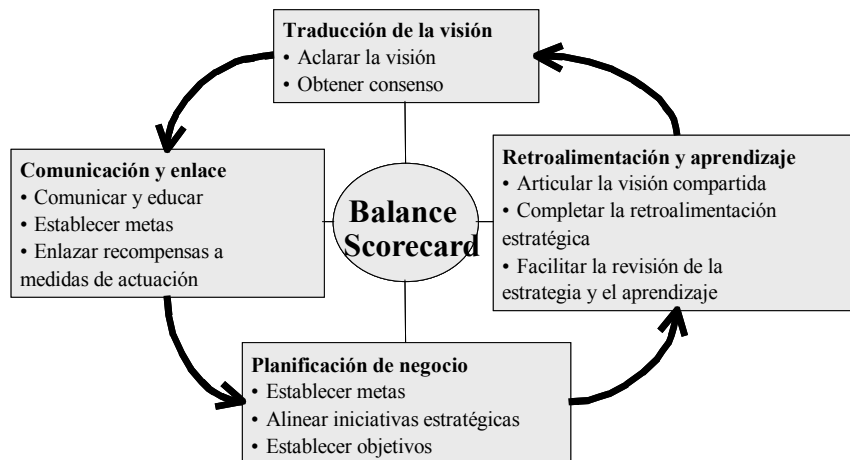 Traducción de la visión
• Aclarar la visión
• Obtener consenso
Comunicación y enlace
• Comunicar y educar
• Establecer metas
• Enlazar recompensas a
medidas de actuación
Balance
Scorecard
Retroalimentación y aprendizaje
• Articular la visión compartida
• Completar la retroalimentación
estratégica
• Facilitar la revisión de la
estrategia y el aprendizaje
Planificación de negocio
• Establecer metas
• Alinear iniciativas estratégicas
• Establecer objetivos